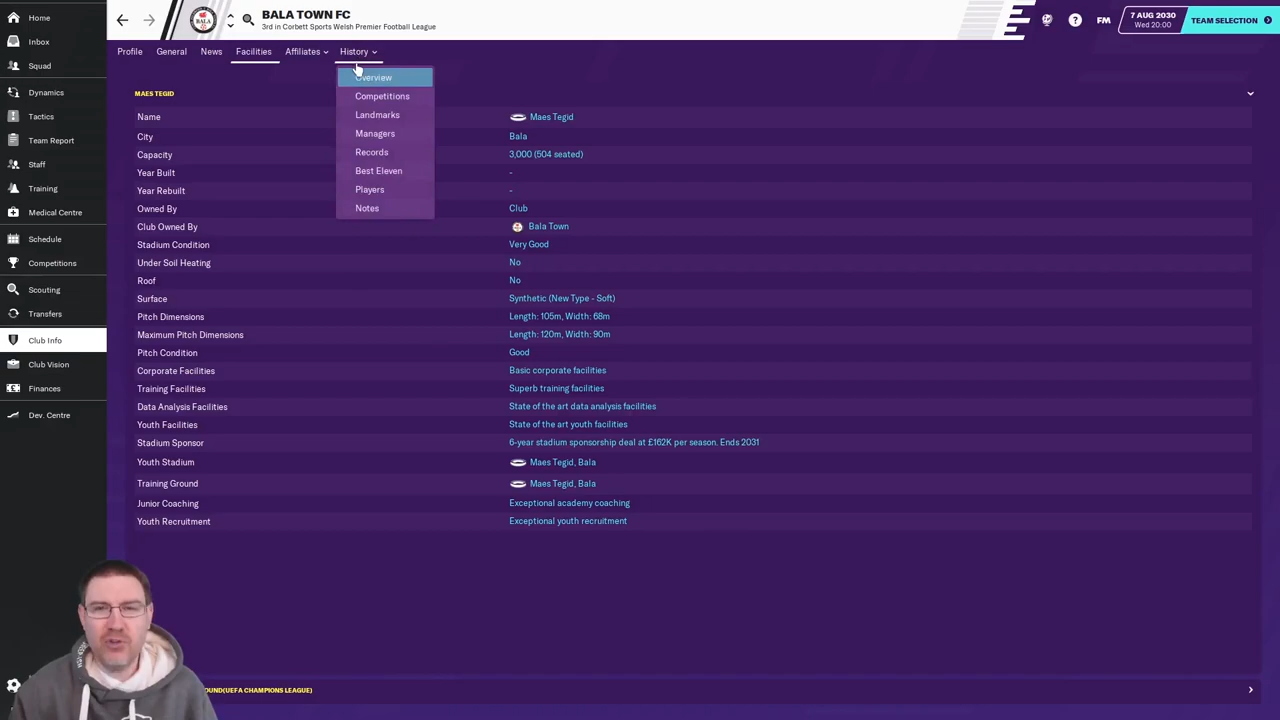 BALA TOWN FC
3rd in Corbett Sports Welsh Premier Football League
BALA
?
FM
7 AUG 2030
Wed 20:00
TEAM SELECTION
Home
Inbox
Squad
Dynamics
Tactics
Team Report
Staff
Training
Medical Centre
Schedule
Competitions
Scouting
Transfers
Club Info
Club Vision
Finances
Dev. Centre
Profile
General
News
Facilities
Affiliates
History
Overview
Competitions
Landmarks
Managers
Records
Best Eleven
Players
Notes
MAES TEGID
Name Maes Tegid
City Bala
Capacity 3,000 (504 seated)
Year Built -
Year Rebuilt -
Owned By Club
Club Owned By Bala Town
Stadium Condition Very Good
Under Soil Heating No
Roof No
Surface Synthetic (New Type - Soft)
Pitch Dimensions Length: 105m, Width: 68m
Maximum Pitch Dimensions Length: 120m, Width: 90m
Pitch Condition Good
Corporate Facilities Basic corporate facilities
Training Facilities Superb training facilities
Data Analysis Facilities State of the art data analysis facilities
Youth Facilities State of the art youth facilities
Stadium Sponsor 6-year stadium sponsorship deal at £162K per season. Ends 2031
Youth Stadium Maes Tegid, Bala
Training Ground Maes Tegid, Bala
Junior Coaching Exceptional academy coaching
Youth Recruitment Exceptional youth recruitment
(UEFA CHAMPIONS LEAGUE)